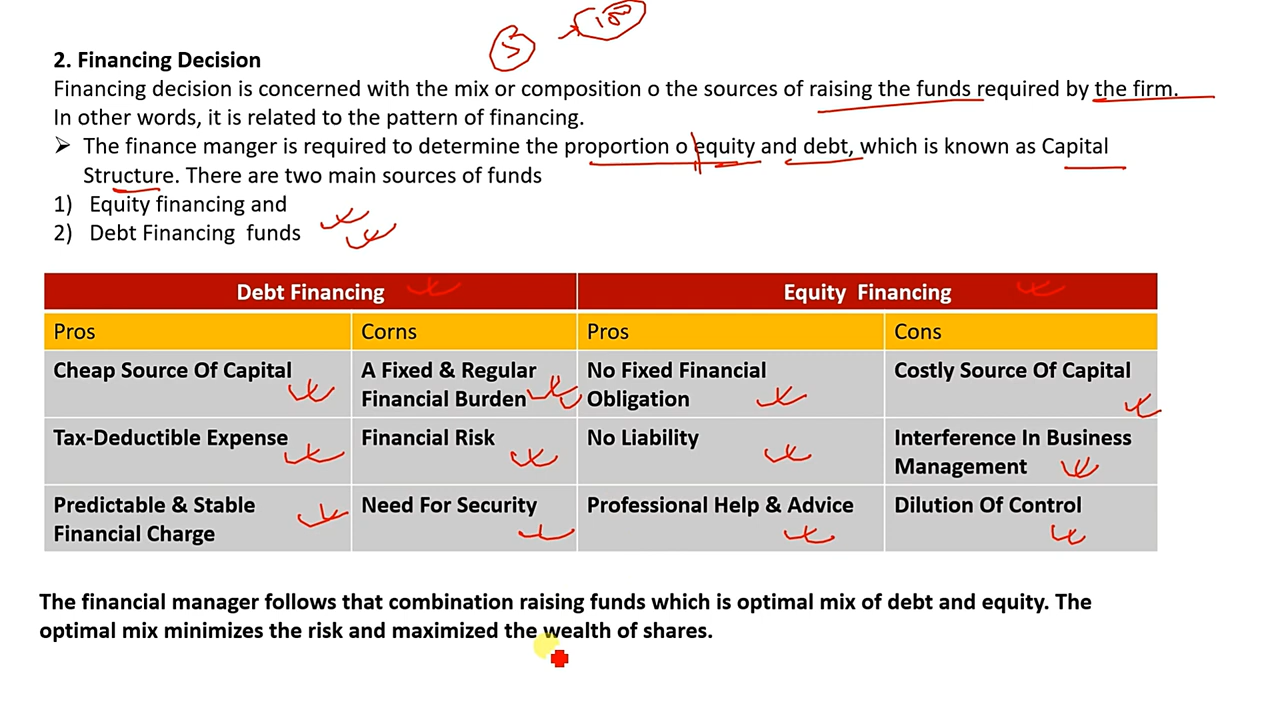 5 → 100
2. Financing Decision
Financing decision is concerned with the mix or composition o the sources of raising the funds required by the firm.
In other words, it is related to the pattern of financing.
➢ The finance manger is required to determine the proportion o equity and debt, which is known as Capital
Structure. There are two main sources of funds
1) Equity financing and
2) Debt Financing funds
Debt Financing Equity Financing
Pros Corns Pros Cons
Cheap Source Of Capital A Fixed & Regular No Fixed Financial Costly Source Of Capital
Financial Burden Obligation
Tax-Deductible Expense Financial Risk No Liability Interference In Business
Management
Predictable & Stable Need For Security Professional Help & Advice Dilution Of Control
Financial Charge
The financial manager follows that combination raising funds which is optimal mix of debt and equity. The
optimal mix minimizes the risk and maximized the wealth of shares.